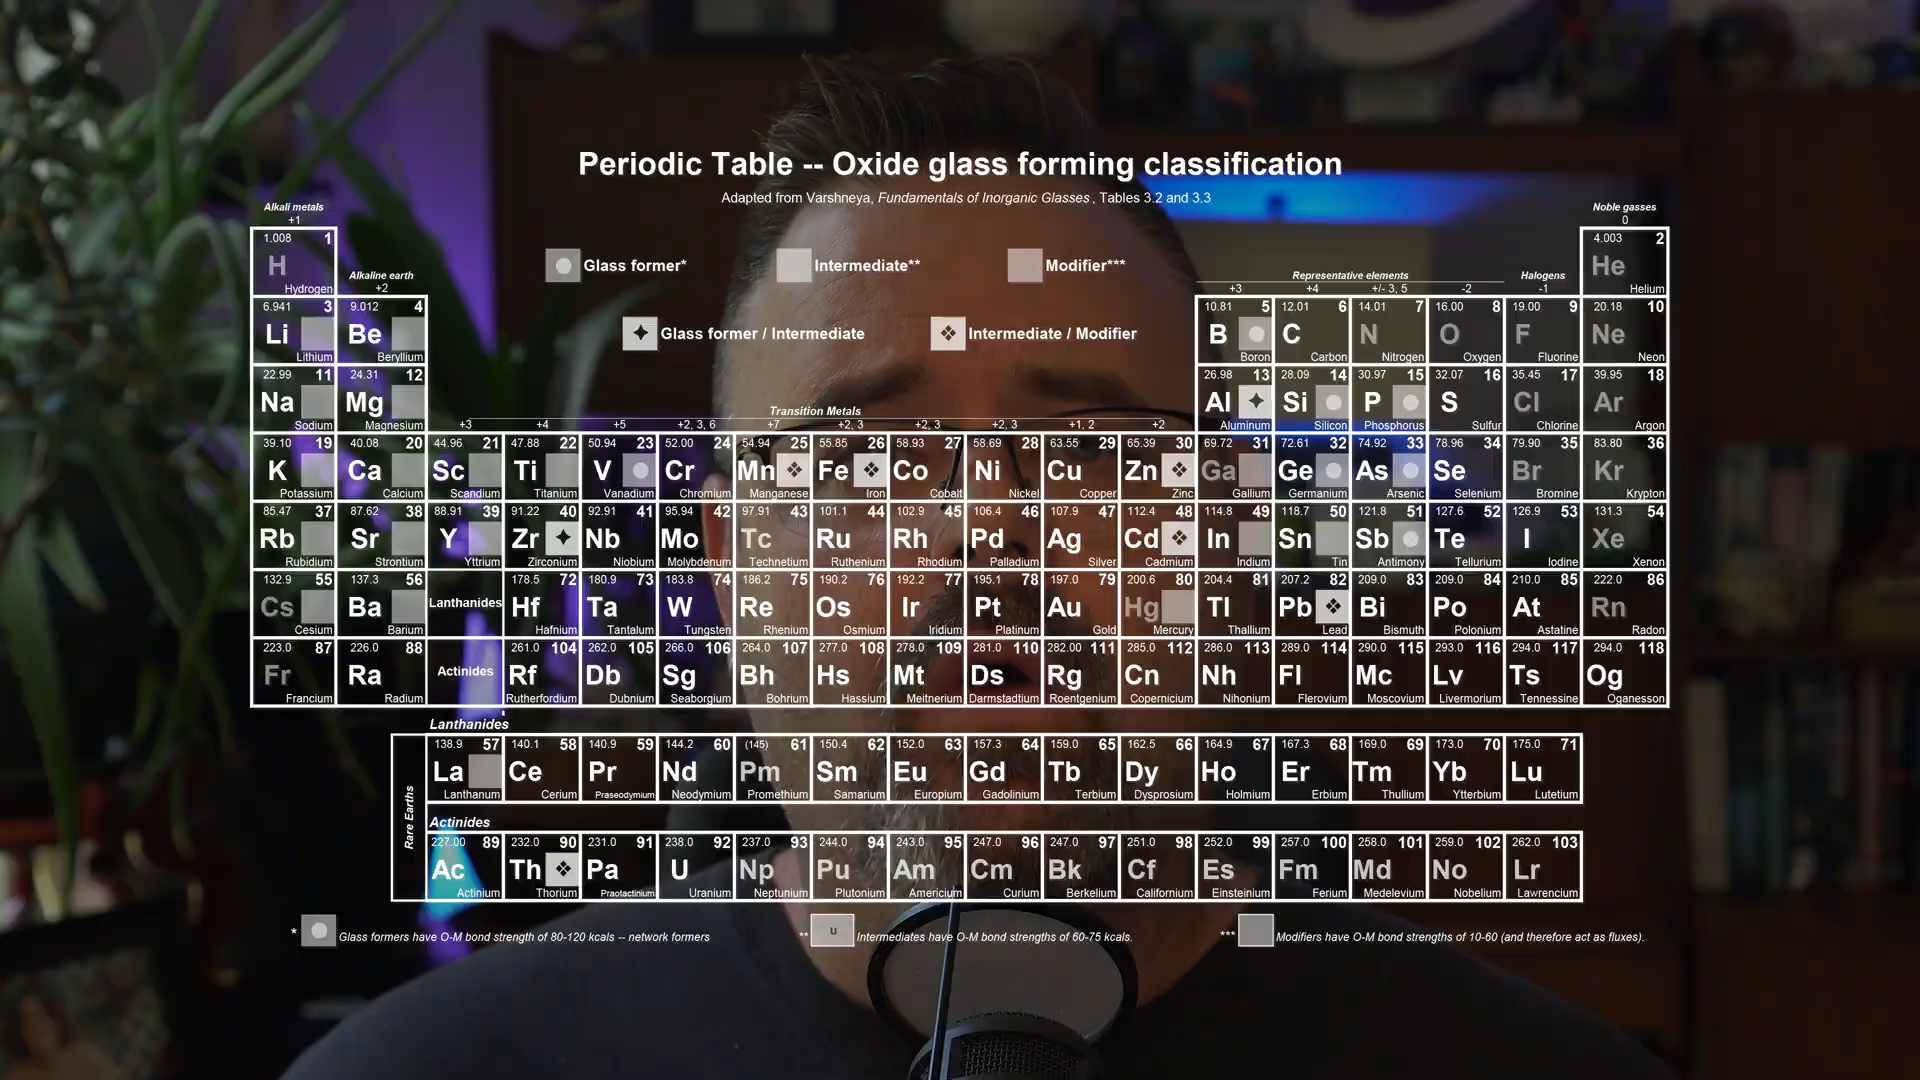 Periodic Table -- Oxide glass forming classification
Adapted from Varshneya, Fundamentals of Inorganic Glasses, Tables 3.2 and 3.3
Alkali metals
+1
Noble gasses
0
Glass former*
Intermediate**
Modifier***
Glass former / Intermediate
Intermediate / Modifier
Alkaline earth
+2
Representative elements
Halogens
+3 +4 +/- 3, 5 -2 -1
1.008 1 H Hydrogen
4.003 2 He Helium
6.941 3 Li Lithium
9.012 4 Be Beryllium
10.81 5 B Boron
12.01 6 C Carbon
14.01 7 N Nitrogen
16.00 8 O Oxygen
19.00 9 F Fluorine
20.18 10 Ne Neon
22.99 11 Na Sodium
24.31 12 Mg Magnesium
26.98 13 Al Aluminum
28.09 14 Si Silicon
30.97 15 P Phosphorus
32.07 16 S Sulfur
35.45 17 Cl Chlorine
39.95 18 Ar Argon
Transition Metals
+3 +4 +5 +2, 3, 6 +7 +2, 3 +2, 3 +2, 3 +1, 2 +2
39.10 19 K Potassium
40.08 20 Ca Calcium
44.96 21 Sc Scandium
47.88 22 Ti Titanium
50.94 23 V Vanadium
52.00 24 Cr Chromium
54.94 25 Mn Manganese
55.85 26 Fe Iron
58.93 27 Co Cobalt
58.69 28 Ni Nickel
63.55 29 Cu Copper
65.39 30 Zn Zinc
69.72 31 Ga Gallium
72.61 32 Ge Germanium
74.92 33 As Arsenic
78.96 34 Se Selenium
79.90 35 Br Bromine
83.80 36 Kr Krypton
85.47 37 Rb Rubidium
87.62 38 Sr Strontium
88.91 39 Y Yttrium
91.22 40 Zr Zirconium
92.91 41 Nb Niobium
95.94 42 Mo Molybdenum
97.91 43 Tc Technetium
101.1 44 Ru Ruthenium
102.9 45 Rh Rhodium
106.4 46 Pd Palladium
107.9 47 Ag Silver
112.4 48 Cd Cadmium
114.8 49 In Indium
118.7 50 Sn Tin
121.8 51 Sb Antimony
127.6 52 Te Tellurium
126.9 53 I Iodine
131.3 54 Xe Xenon
132.9 55 Cs Cesium
137.3 56 Ba Barium
Lanthanides
178.5 72 Hf Hafnium
180.9 73 Ta Tantalum
183.8 74 W Tungsten
186.2 75 Re Rhenium
190.2 76 Os Osmium
192.2 77 Ir Iridium
195.1 78 Pt Platinum
197.0 79 Au Gold
200.6 80 Hg Mercury
204.4 81 Tl Thallium
207.2 82 Pb Lead
209.0 83 Bi Bismuth
209.0 84 Po Polonium
210.0 85 At Astatine
222.0 86 Rn Radon
223.0 87 Fr Francium
226.0 88 Ra Radium
Actinides
261.0 104 Rf Rutherfordium
262.0 105 Db Dubnium
266.0 106 Sg Seaborgium
264.0 107 Bh Bohrium
277.0 108 Hs Hassium
278.0 109 Mt Meitnerium
281.0 110 Ds Darmstadtium
282.00 111 Rg Roentgenium
285.0 112 Cn Copernicium
286.0 113 Nh Nihonium
289.0 114 Fl Flerovium
290.0 115 Mc Moscovium
293.0 116 Lv Livermorium
294.0 117 Ts Tennessine
294.0 118 Og Oganesson
Lanthanides
Rare Earths
138.9 57 La Lanthanum
140.1 58 Ce Cerium
140.9 59 Pr Praseodymium
144.2 60 Nd Neodymium
(145) 61 Pm Promethium
150.4 62 Sm Samarium
152.0 63 Eu Europium
157.3 64 Gd Gadolinium
159.0 65 Tb Terbium
162.5 66 Dy Dysprosium
164.9 67 Ho Holmium
167.3 68 Er Erbium
169.0 69 Tm Thullium
173.0 70 Yb Ytterbium
175.0 71 Lu Lutetium
Actinides
227.00 89 Ac Actinium
232.0 90 Th Thorium
231.0 91 Pa Praotactinium
238.0 92 U Uranium
237.0 93 Np Neptunium
244.0 94 Pu Plutonium
243.0 95 Am Americium
247.0 96 Cm Curium
247.0 97 Bk Berkelium
251.0 98 Cf Californium
252.0 99 Es Einsteinium
257.0 100 Fm Ferium
258.0 101 Md Medelevium
259.0 102 No Nobelium
262.0 103 Lr Lawrencium
* Glass formers have O-M bond strength of 80-120 kcals -- network formers
** u Intermediates have O-M bond strengths of 60-75 kcals.
*** Modifiers have O-M bond strengths of 10-60 (and therefore act as fluxes).